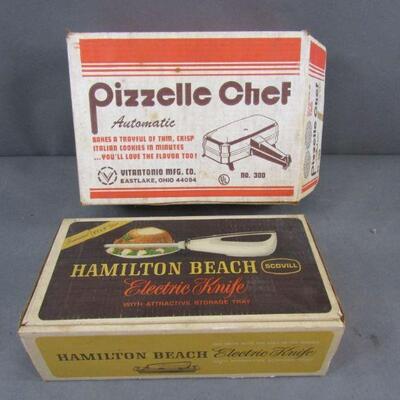 Pizzelle Chef
Automatic
BAKES A TRAYFUL OF THIN, CRISP
ITALIAN COOKIES IN MINUTES
...YOU'LL LOVE THE FLAVOR TOO!
VITANTONIO MFG. CO.
EASTLAKE, OHIO 44094
UL
NO. 300
Pizzelle Chef
HAMILTON BEACH
SCOVILL
Electric Knife
WITH ATTRACTIVE STORAGE TRAY
HAMILTON BEACH Electric Knife